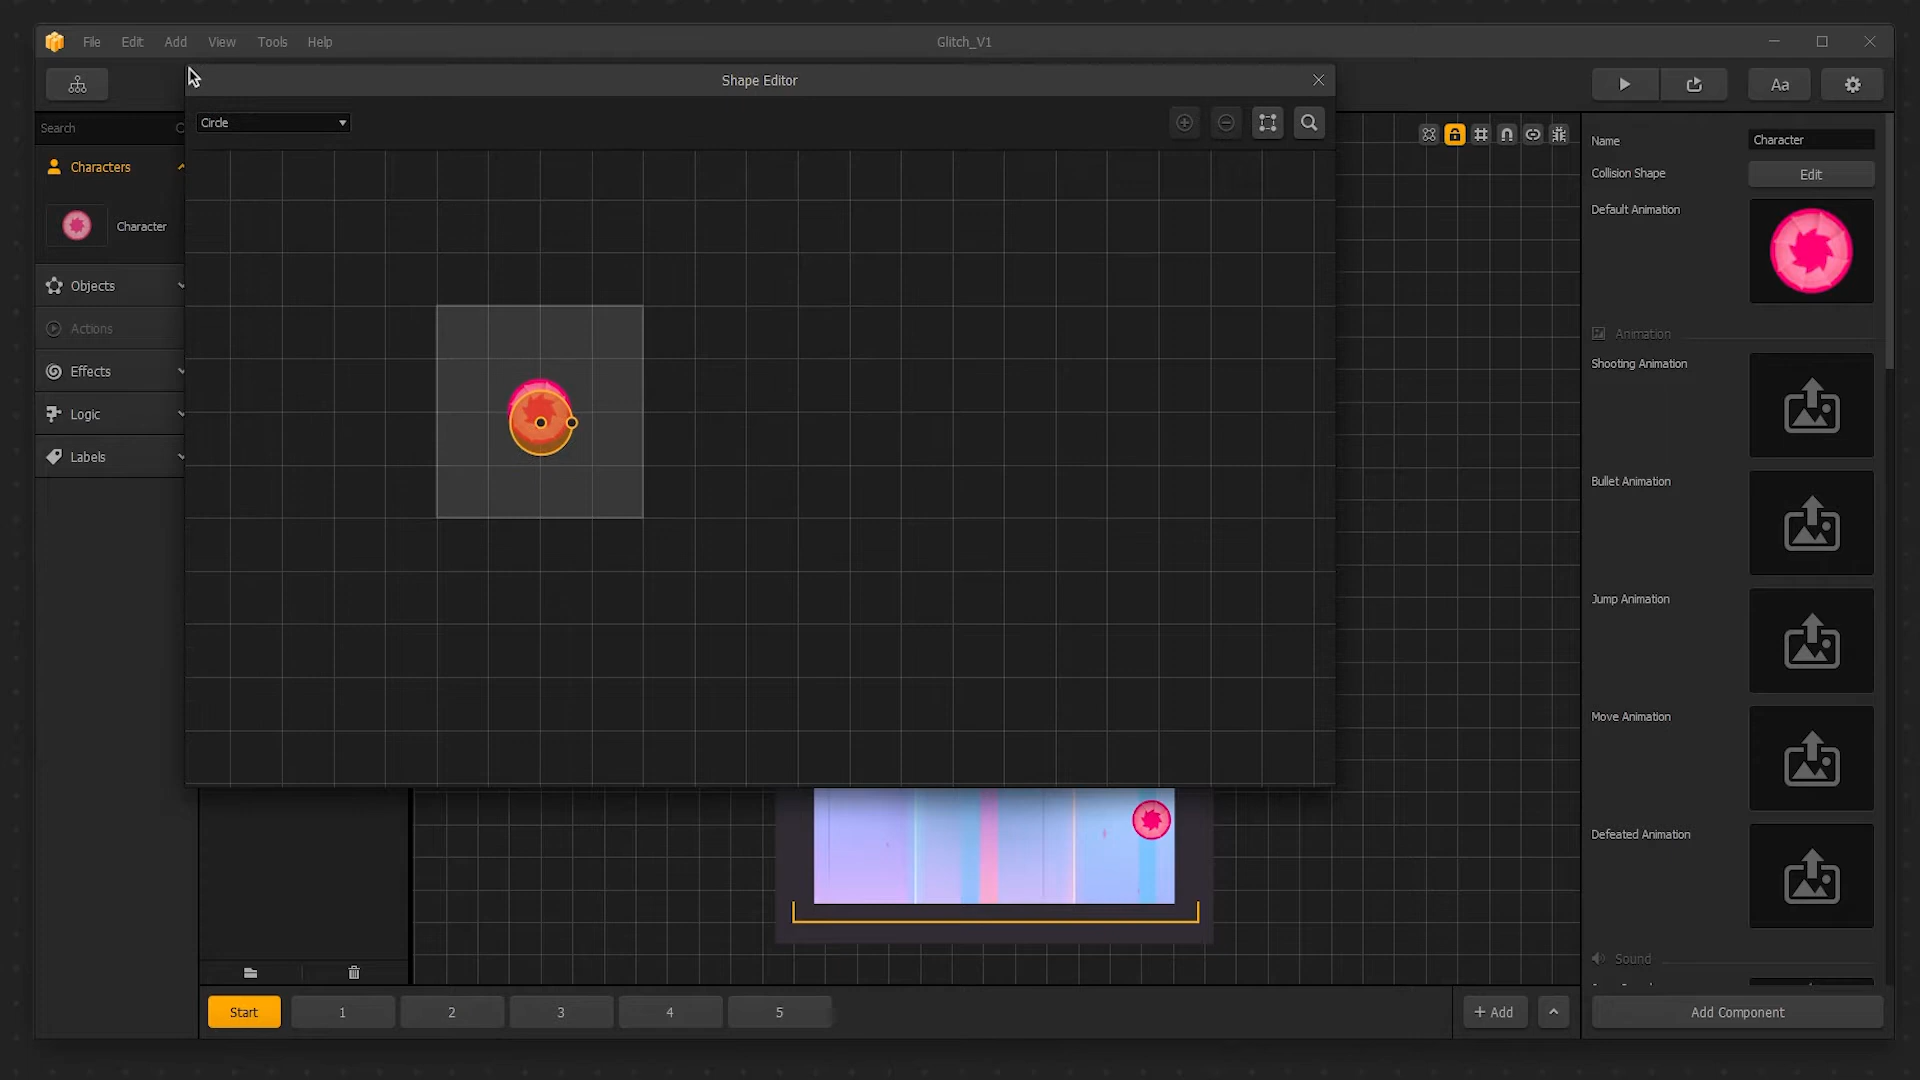 File Edit Add View Tools Help
Glitch_V1
Shape Editor
Circle
Aa
Search
Characters
Character
Objects
Actions
Effects
Logic
Labels
Name
Character
Collision Shape
Edit
Default Animation
Animation
Shooting Animation
Bullet Animation
Jump Animation
Move Animation
Defeated Animation
Sound
Start 1 2 3 4 5
+ Add
Add Component